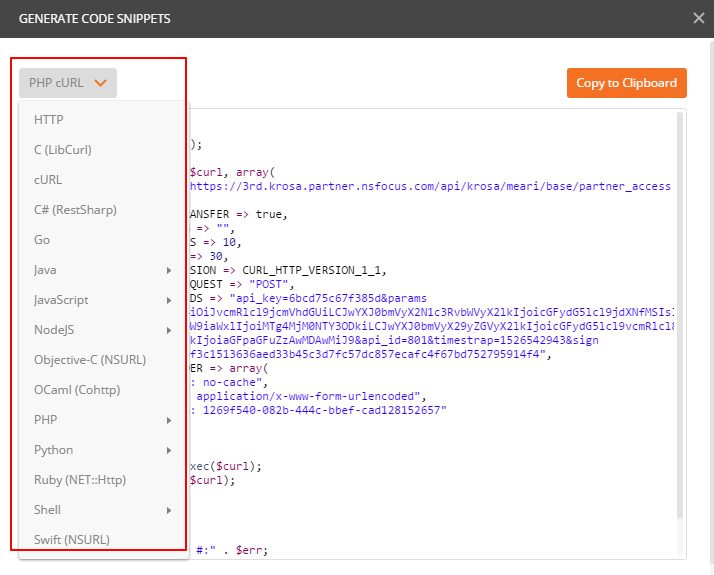 GENERATE CODE SNIPPETS
PHP cURL
Copy to Clipboard
HTTP
C (LibCurl)
cURL
C# (RestSharp)
Go
Java
JavaScript
NodeJS
Objective-C (NSURL)
OCaml (Cohttp)
PHP
Python
Ruby (NET::Http)
Shell
Swift (NSURL)
);
$curl, array(
https://3rd.krosa.partner.nsfocus.com/api/krosa/meari/base/partner_access
ANSFER => true,
=> "",
S => 10,
=> 30,
SION => CURL_HTTP_VERSION_1_1,
QUEST => "POST",
DS => "api_key=6bcd75c67f385d&params
kIjoiaGFpaGFuZzAwMDAwMiJ9&api_id=801&timestrap=1526542943&sign
f3c1513636aed33b45c3d7fc57dc857ecafc4f67bd752795914f4",
ER => array(
: no-cache",
application/x-www-form-urlencoded",
: 1269f540-082b-444c-bbef-cad128152657"
xec($curl);
$curl);
#:" . $err;